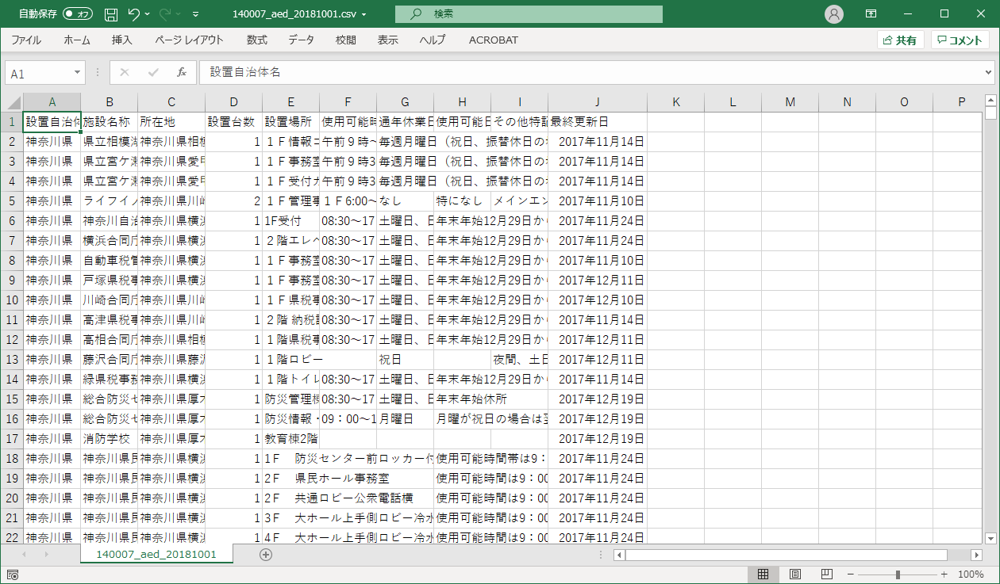 自動保存 オフ 140007_aed_20181001.csv 検索
ファイル ホーム 挿入 ページ レイアウト 数式 データ 校閲 表示 ヘルプ ACROBAT 共有 コメント
A1 fx 設置自治体名
A B C D E F G H I J K L M N O P
1 設置自治体 施設名称 所在地 設置台数 設置場所 使用可能時 通年休業日 使用可能日 その他特記 最終更新日
2 神奈川県 県立相模湖 神奈川県相模 1 １Ｆ情報コ 午前９時～ 毎週月曜日（祝日、振替休日の 2017年11月14日
3 神奈川県 県立宮ケ瀬 神奈川県愛甲 1 １Ｆ事務室 午前９時3 毎週月曜日（祝日、振替休日の 2017年11月14日
4 神奈川県 県立宮ケ瀬 神奈川県愛甲 1 １Ｆ受付カ 午前９時3 毎週月曜日（祝日、振替休日の 2017年11月14日
5 神奈川県 ライフイノ 神奈川県川崎 2 １Ｆ管理事 １Ｆ6:00～ なし 特になし メインエン 2017年11月10日
6 神奈川県 神奈川自治 神奈川県横浜 1 1F受付 08:30～17 土曜日、日 年末年始12月29日から 2017年11月24日
7 神奈川県 横浜合同庁 神奈川県横浜 1 ２階エレベ 08:30～17 土曜日、日 年末年始12月29日から 2017年11月24日
8 神奈川県 自動車税管 神奈川県横浜 1 １Ｆ事務室 08:30～17 土曜日、日 年末年始12月29日から 2017年11月10日
9 神奈川県 戸塚県税事 神奈川県横浜 1 １Ｆ事務室 08:30～17 土曜日、日 年末年始12月29日から 2017年12月11日
10 神奈川県 川崎合同庁 神奈川県川崎 1 １Ｆ県税事 08:30～17 土曜日、日 年末年始12月29日から 2017年12月10日
11 神奈川県 高津県税事 神奈川県川崎 1 ２階 納税証 08:30～17 土曜日、日 年末年始12月29日から 2017年11月14日
12 神奈川県 高相合同庁 神奈川県相模 1 １階県税事 08:30～17 土曜日、日 年末年始12月29日から 2017年12月11日
13 神奈川県 藤沢合同庁 神奈川県藤沢 1 １階ロビー 祝日 夜間、土日 2017年12月11日
14 神奈川県 緑県税事務 神奈川県横浜 1 １階トイレ 08:30～17 土曜日、日 年末年始12月29日から 2017年11月14日
15 神奈川県 総合防災セ 神奈川県厚木 1 防災管理棟 08:30～17 土曜日、日 年末年始休所 2017年12月19日
16 神奈川県 総合防災セ 神奈川県厚木 1 防災情報・ 09：00～1 月曜日 月曜が祝日の場合は翌 2017年12月19日
17 神奈川県 消防学校 神奈川県厚木 1 教育棟2階 2017年12月19日
18 神奈川県 神奈川県民 神奈川県横浜 1 1F　防災センター前ロッカー付 使用可能時間帯は9： 2017年11月24日
19 神奈川県 神奈川県民 神奈川県横浜 1 2F　県民ホール事務室 使用可能時間は9：00 2017年11月24日
20 神奈川県 神奈川県民 神奈川県横浜 1 2F　共通ロビー公衆電話横 使用可能時間は9：00 2017年11月24日
21 神奈川県 神奈川県民 神奈川県横浜 1 3F　大ホール上手側ロビー冷水 使用可能時間は9：00 2017年11月24日
22 神奈川県 神奈川県民 神奈川県横浜 1 4F　大ホール上手側ロビー冷水 使用可能時間は9：00 2017年11月24日
140007_aed_20181001
100%